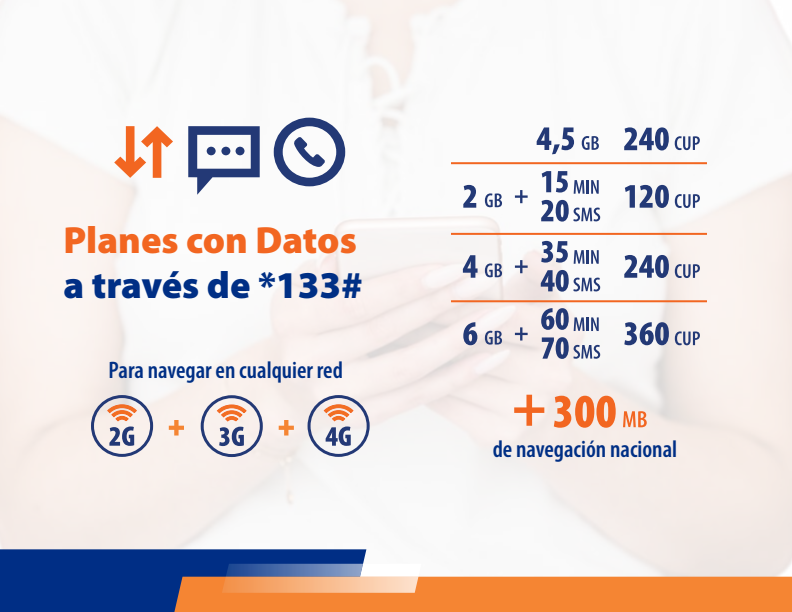 Planes con Datos
a través de *133#
Para navegar en cualquier red
2G + 3G + 4G
4,5 GB 240 CUP
2 GB + 15 MIN 120 CUP
20 SMS
4 GB + 35 MIN 240 CUP
40 SMS
6 GB + 60 MIN 360 CUP
70 SMS
+ 300 MB
de navegación nacional